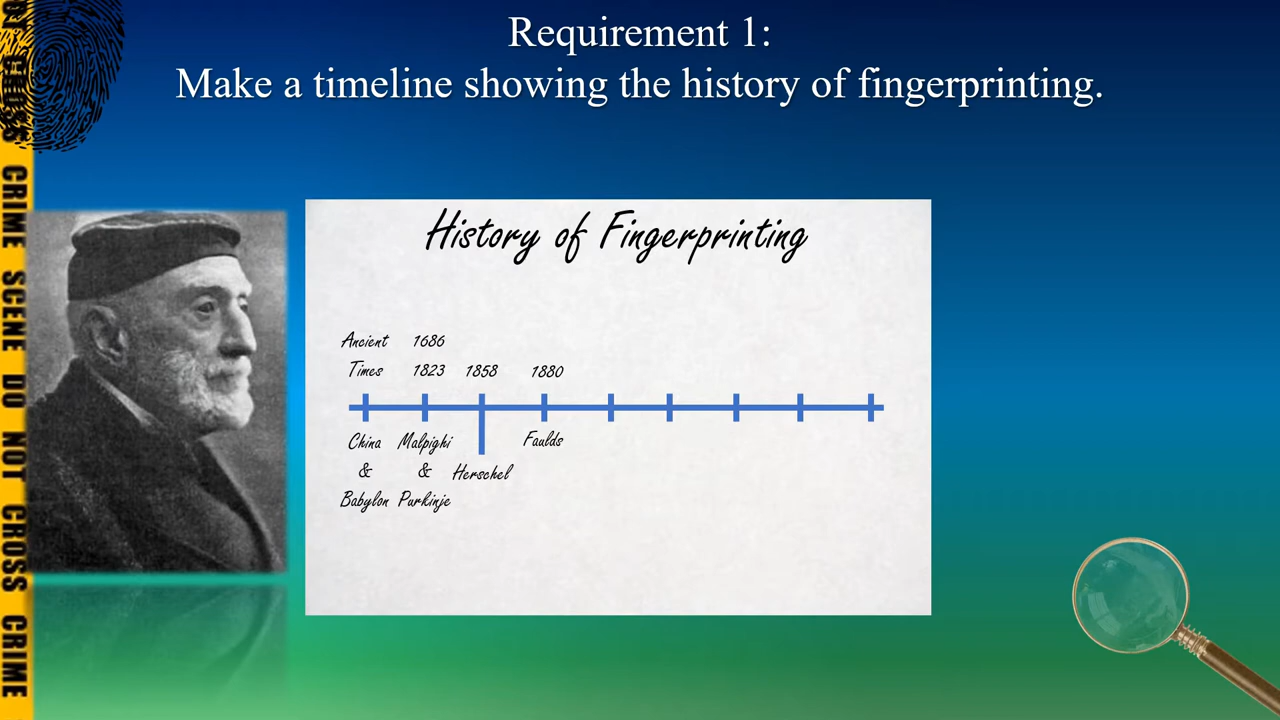 Requirement 1:
Make a timeline showing the history of fingerprinting.
CRIME SCENE DO NOT CROSS CRIME
History of Fingerprinting
Ancient 1686
Times 1823 1858 1880
China Malpighi Faulds
& & Herschel
Babylon Purkinje